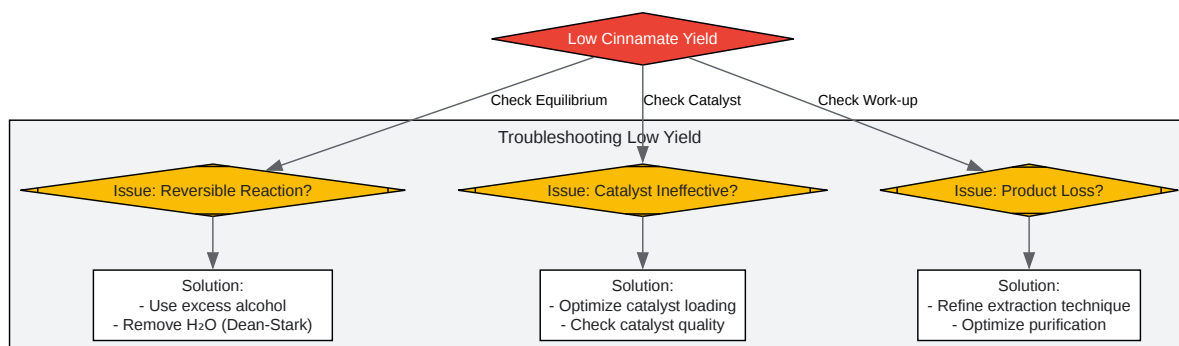 Low Cinnamate Yield
Check Equilibrium
Check Catalyst
Check Work-up
Troubleshooting Low Yield
Issue: Reversible Reaction?
Issue: Catalyst Ineffective?
Issue: Product Loss?
Solution:
- Use excess alcohol
- Remove H₂O (Dean-Stark)
Solution:
- Optimize catalyst loading
- Check catalyst quality
Solution:
- Refine extraction technique
- Optimize purification